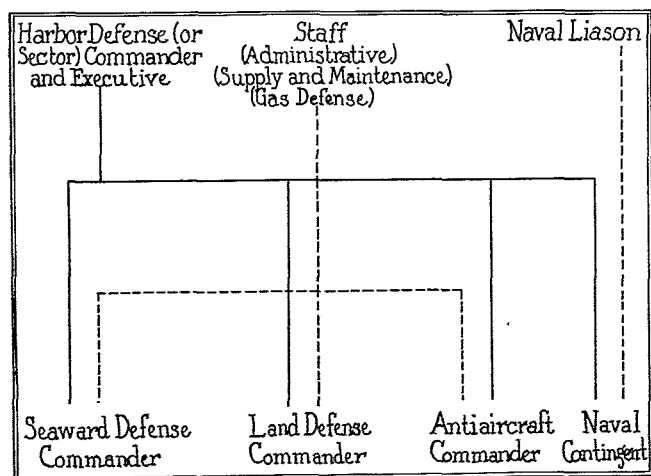 Harbor Defense (or
Sector) Commander
and Executive
Staff
(Administrative)
(Supply and Maintenance)
(Gas Defense)
Naval Liason
Seaward Defense
Commander
Land Defense
Commander
Antiaircraft
Commander
Naval
Contingent